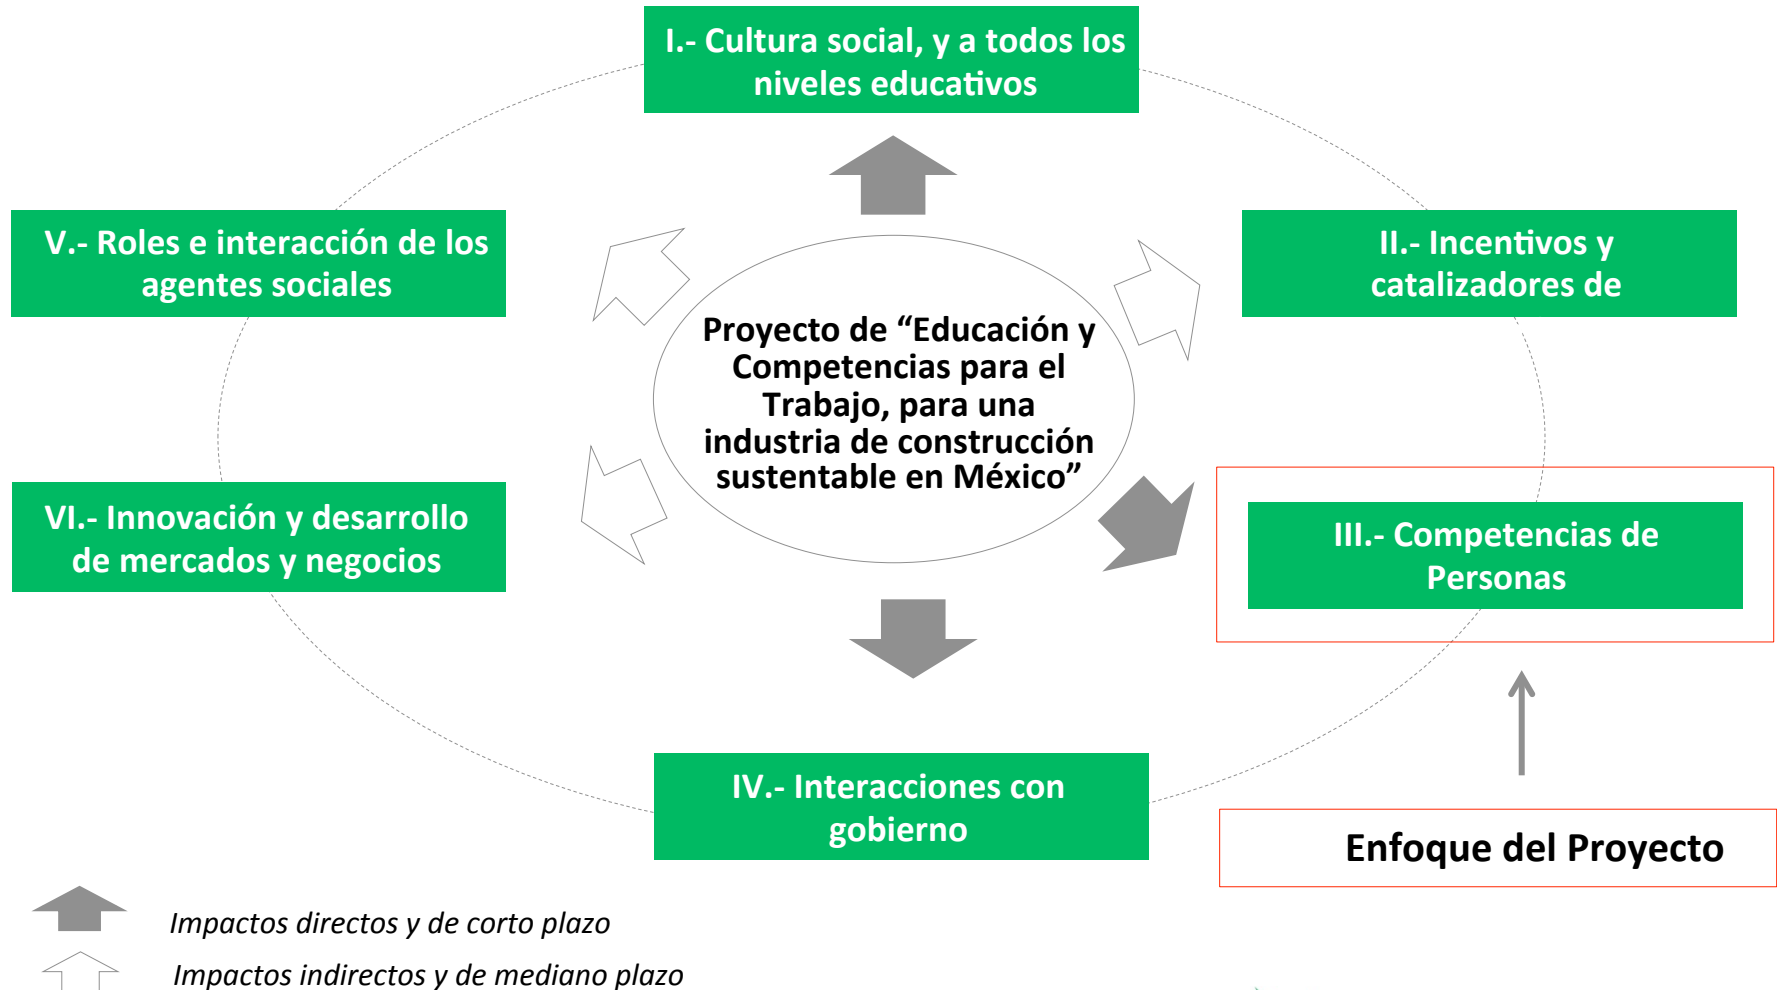 I.- Cultura social, y a todos los
niveles educativos
V.- Roles e interacción de los
agentes sociales
II.- Incentivos y
catalizadores de
Proyecto de “Educación y
Competencias para el
Trabajo, para una
industria de construcción
sustentable en México”
VI.- Innovación y desarrollo
de mercados y negocios
III.- Competencias de
Personas
IV.- Interacciones con
gobierno
Enfoque del Proyecto
Impactos directos y de corto plazo
Impactos indirectos y de mediano plazo